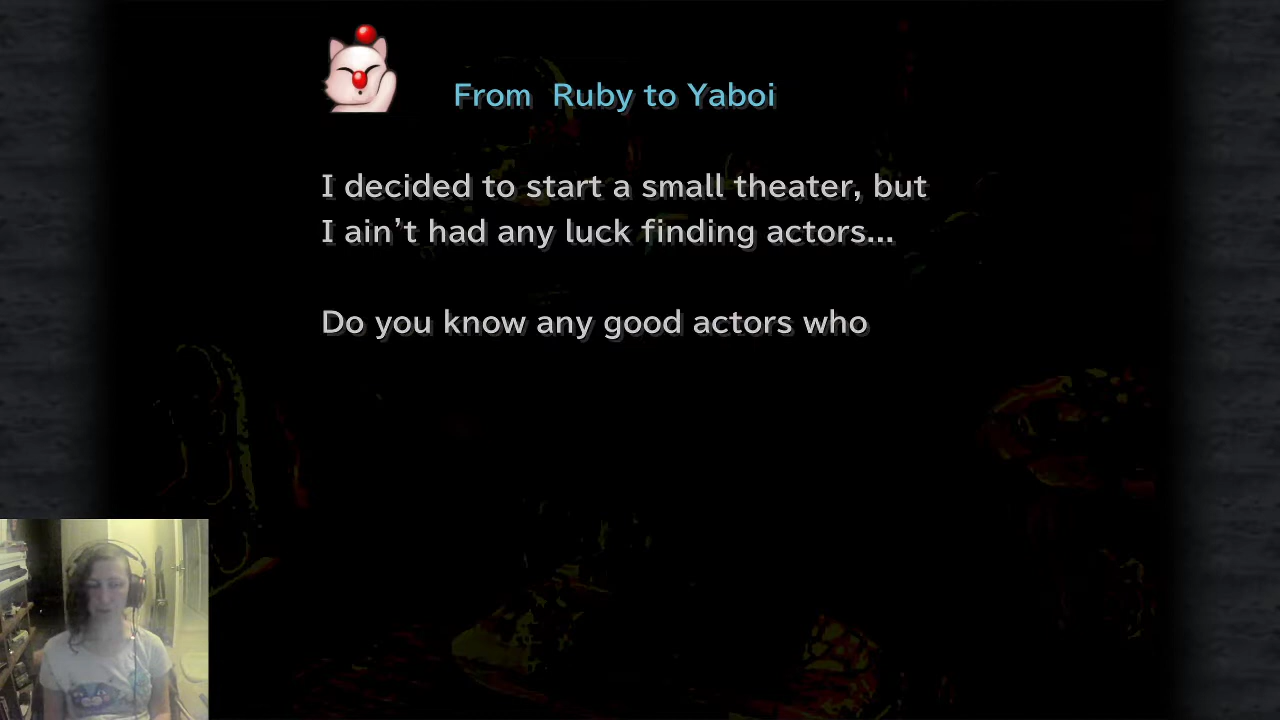 From Ruby to Yaboi
I decided to start a small theater, but
I ain't had any luck finding actors...
Do you know any good actors who